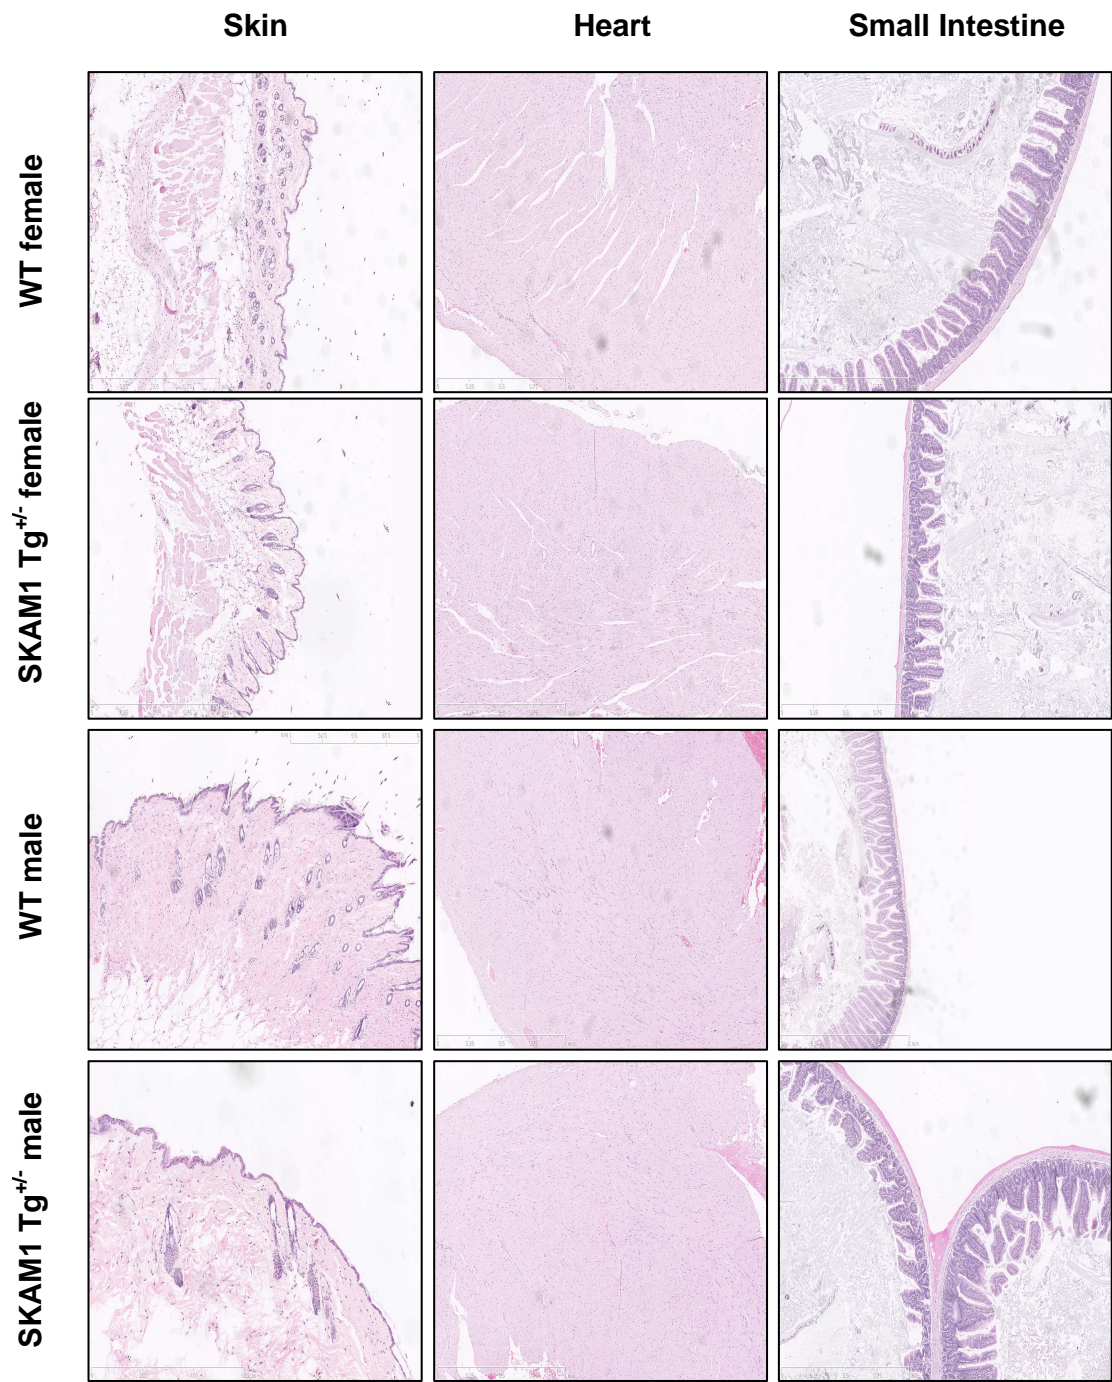 Skin Heart Small Intestine
WT female
SKAM1 Tg+/- female
WT male
SKAM1 Tg+/- male